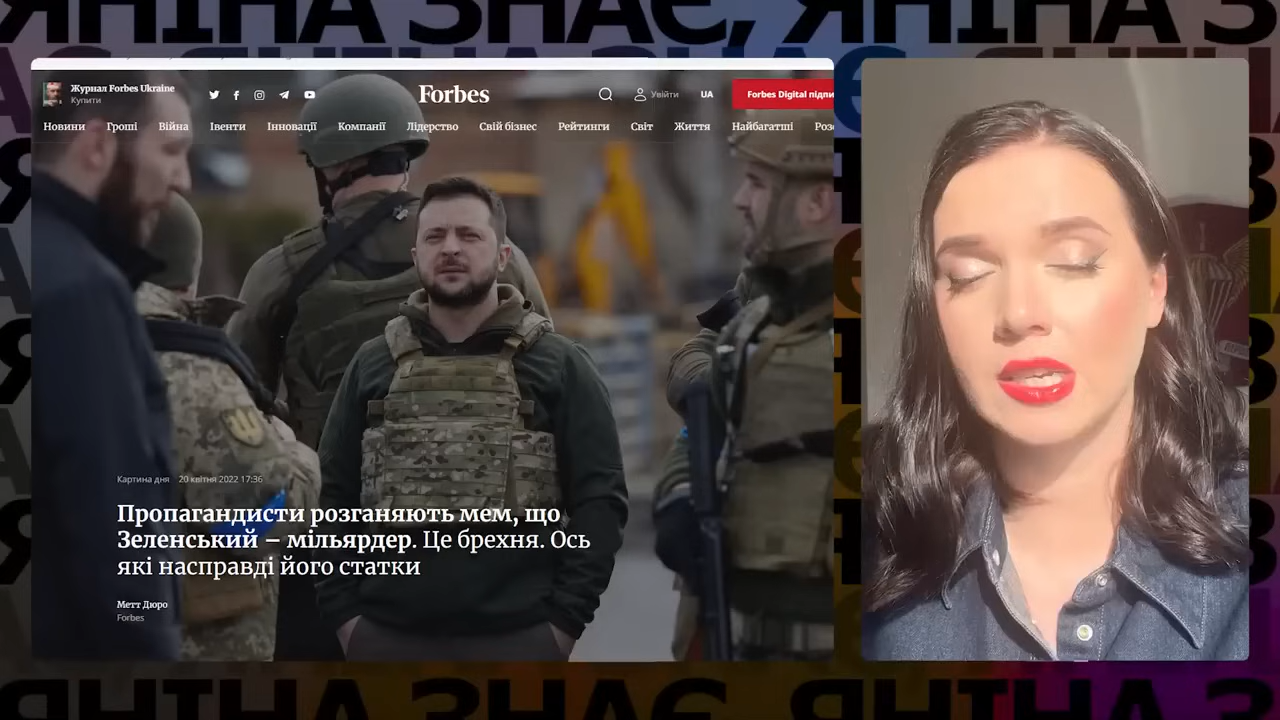 ЯНІНА ЗНАЄ, ЯНІНА З
Журнал Forbes Ukraine
Купити
Forbes
Увійти
UA
Forbes Digital підпи
Новини Гроші Війна Івенти Інновації Компанії Лідерство Свій бізнес Рейтинги Світ Життя Найбагатші Роз
Картина дня 20 квітня 2022 17:36
Пропагандисти розганяють мем, що
Зеленський – мільярдер. Це брехня. Ось
які насправді його статки
Метт Дюро
Forbes
ЯНІНА ЗНАЄ, ЯНІНА З